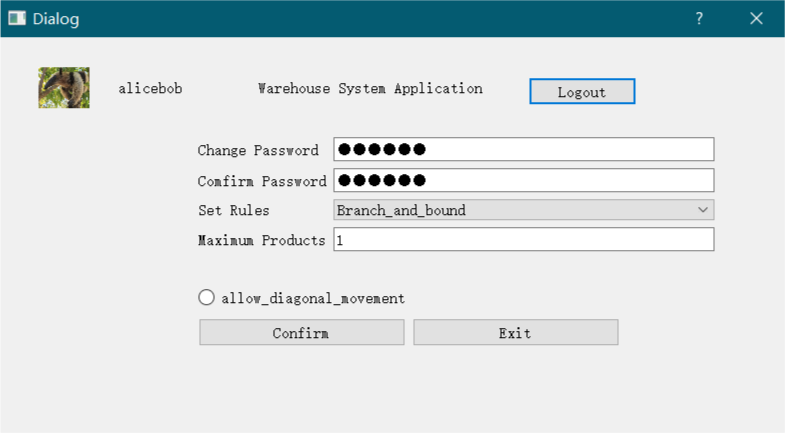 Dialog
? ×
alicebob Warehouse System Application Logout
Change Password ●●●●●●
Comfirm Password ●●●●●●
Set Rules Branch_and_bound
Maximum Products 1
allow_diagonal_movement
Confirm Exit